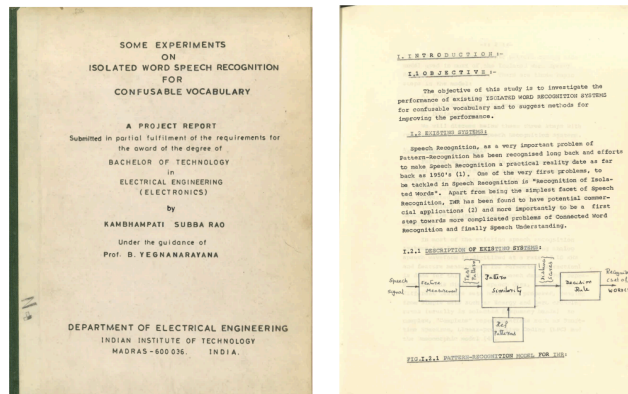 SOME EXPERIMENTS
ON
ISOLATED WORD SPEECH RECOGNITION
FOR
CONFUSABLE VOCABULARY
A PROJECT REPORT
Submitted in partial fulfilment of the requirements for
the award of the degree of
BACHELOR OF TECHNOLOGY
in
ELECTRICAL ENGINEERING
(ELECTRONICS)
by
KAMBHAMPATI SUBBA RAO
Under the guidance of
Prof. B. YEGNANARAYANA
DEPARTMENT OF ELECTRICAL ENGINEERING
INDIAN INSTITUTE OF TECHNOLOGY
MADRAS-600 036. INDIA.
I. INTRODUCTION :-
I.1 OBJECTIVE :-
The objective of this study is to investigate the
performance of existing ISOLATED WORD RECOGNITION SYSTEMS
for confusable vocabulary and to suggest methods for
improving the performance.
I.2 EXISTING SYSTEMS:
Speech Recognition, as a very important problem of
Pattern-Recognition has been recognised long back and efforts
to make Speech Recognition a practical reality date as far
back as 1950's (1). One of the very first problems, to
be tackled in Speech Recognition is "Recognition of Isola-
ted Words". Apart from being the simplest facet of Speech
Recognition, IWR has been found to have potential commer-
cial applications (2) and more importantly to be a first
step towards more complicated problems of Connected Word
Recognition and finally Speech Understanding.
I.2.1 DESCRIPTION OF EXISTING SYSTEMS:
Speech
signal
Feature
Measurement
Test
Pattern
Pattern
Similarity
Scores
Decision
Rule
Ref
Patterns
FIG.I.2.1 PATTERN-RECOGNITION MODEL FOR IWR: